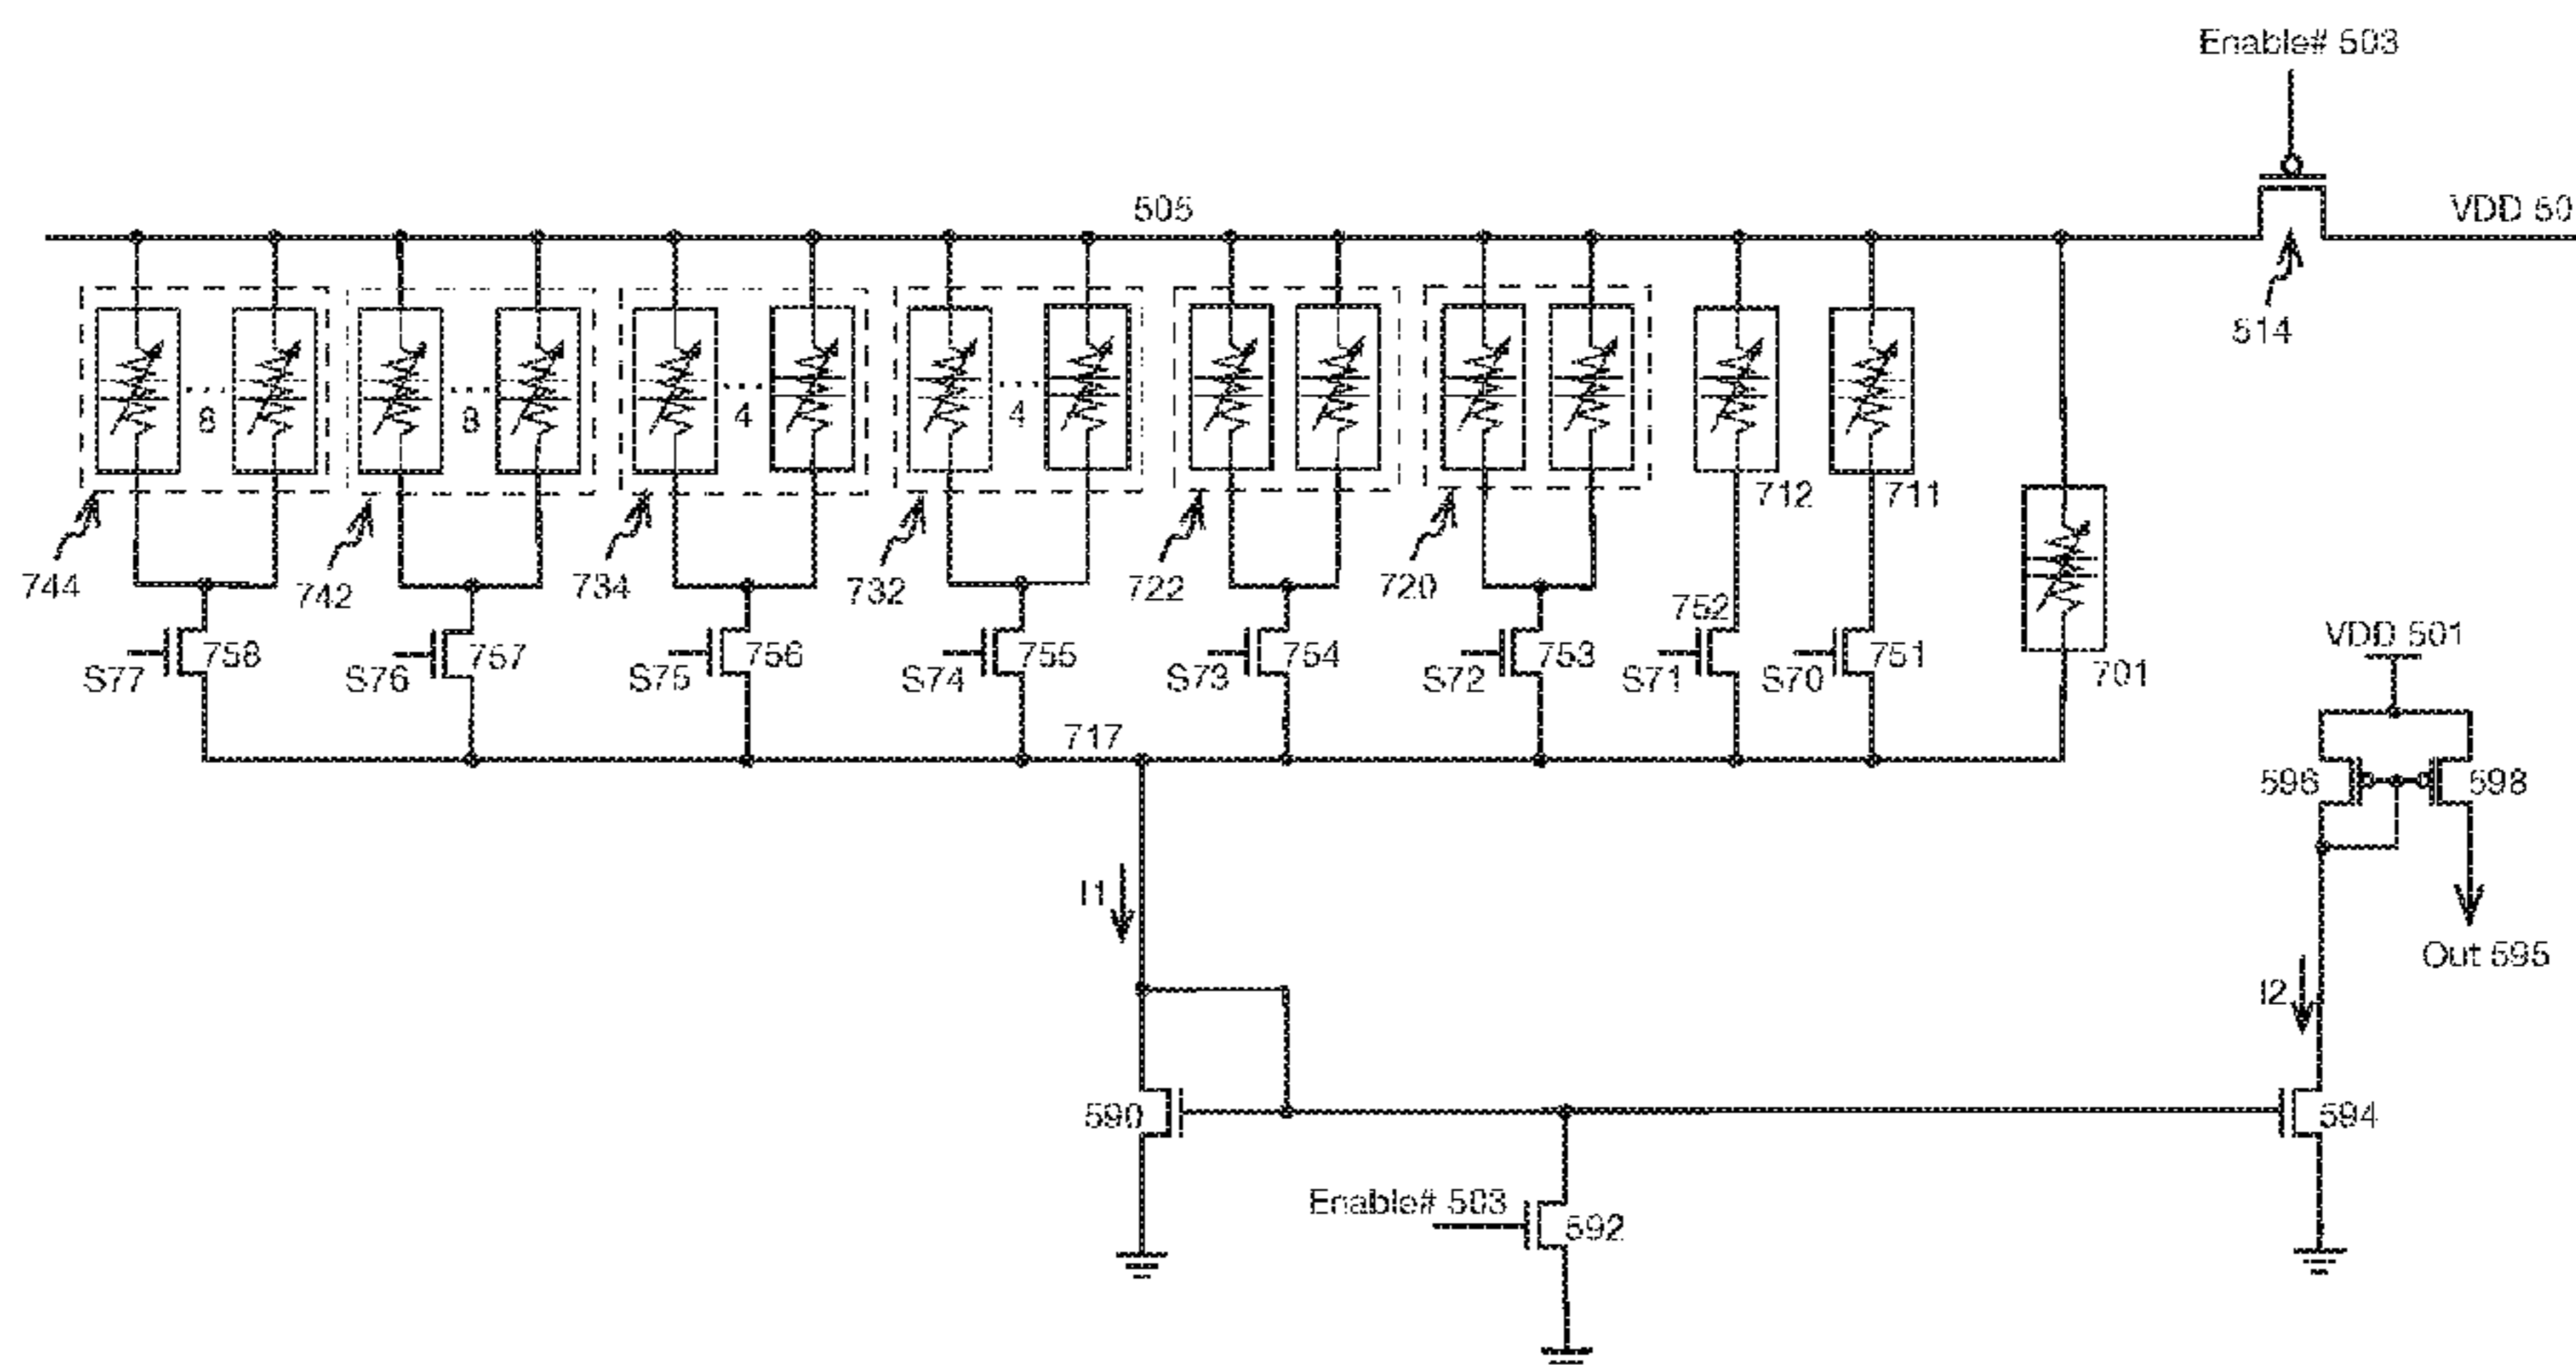 Enable# 503
505
VDD 50
514
8
8
4
4
712
711
744
742
734
732
722
720
752
701
S77
758
S76
757
S75
756
S74
755
S73
754
S72
753
S71
S70
751
717
VDD 501
596
598
I1
I2
Out 595
590
594
Enable# 503
592